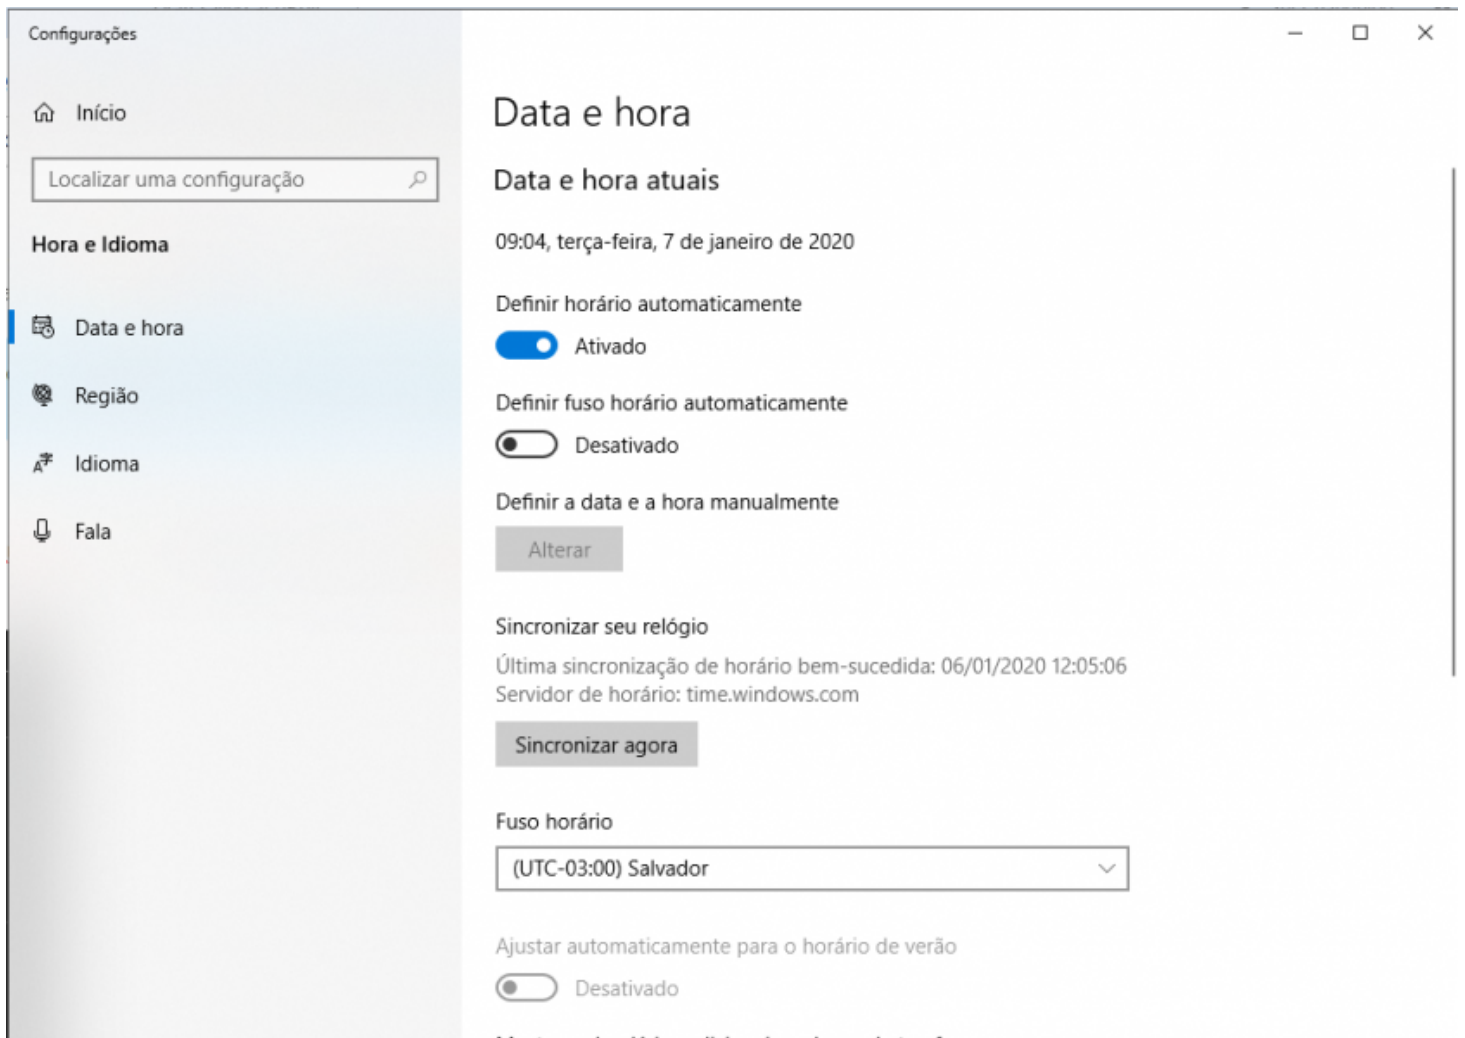 Configurações
Início
Localizar uma configuração
Hora e Idioma
Data e hora
Região
Idioma
Fala
Data e hora
Data e hora atuais
09:04, terça-feira, 7 de janeiro de 2020
Definir horário automaticamente
Ativado
Definir fuso horário automaticamente
Desativado
Definir a data e a hora manualmente
Alterar
Sincronizar seu relógio
Última sincronização de horário bem-sucedida: 06/01/2020 12:05:06
Servidor de horário: time.windows.com
Sincronizar agora
Fuso horário
(UTC-03:00) Salvador
Ajustar automaticamente para o horário de verão
Desativado